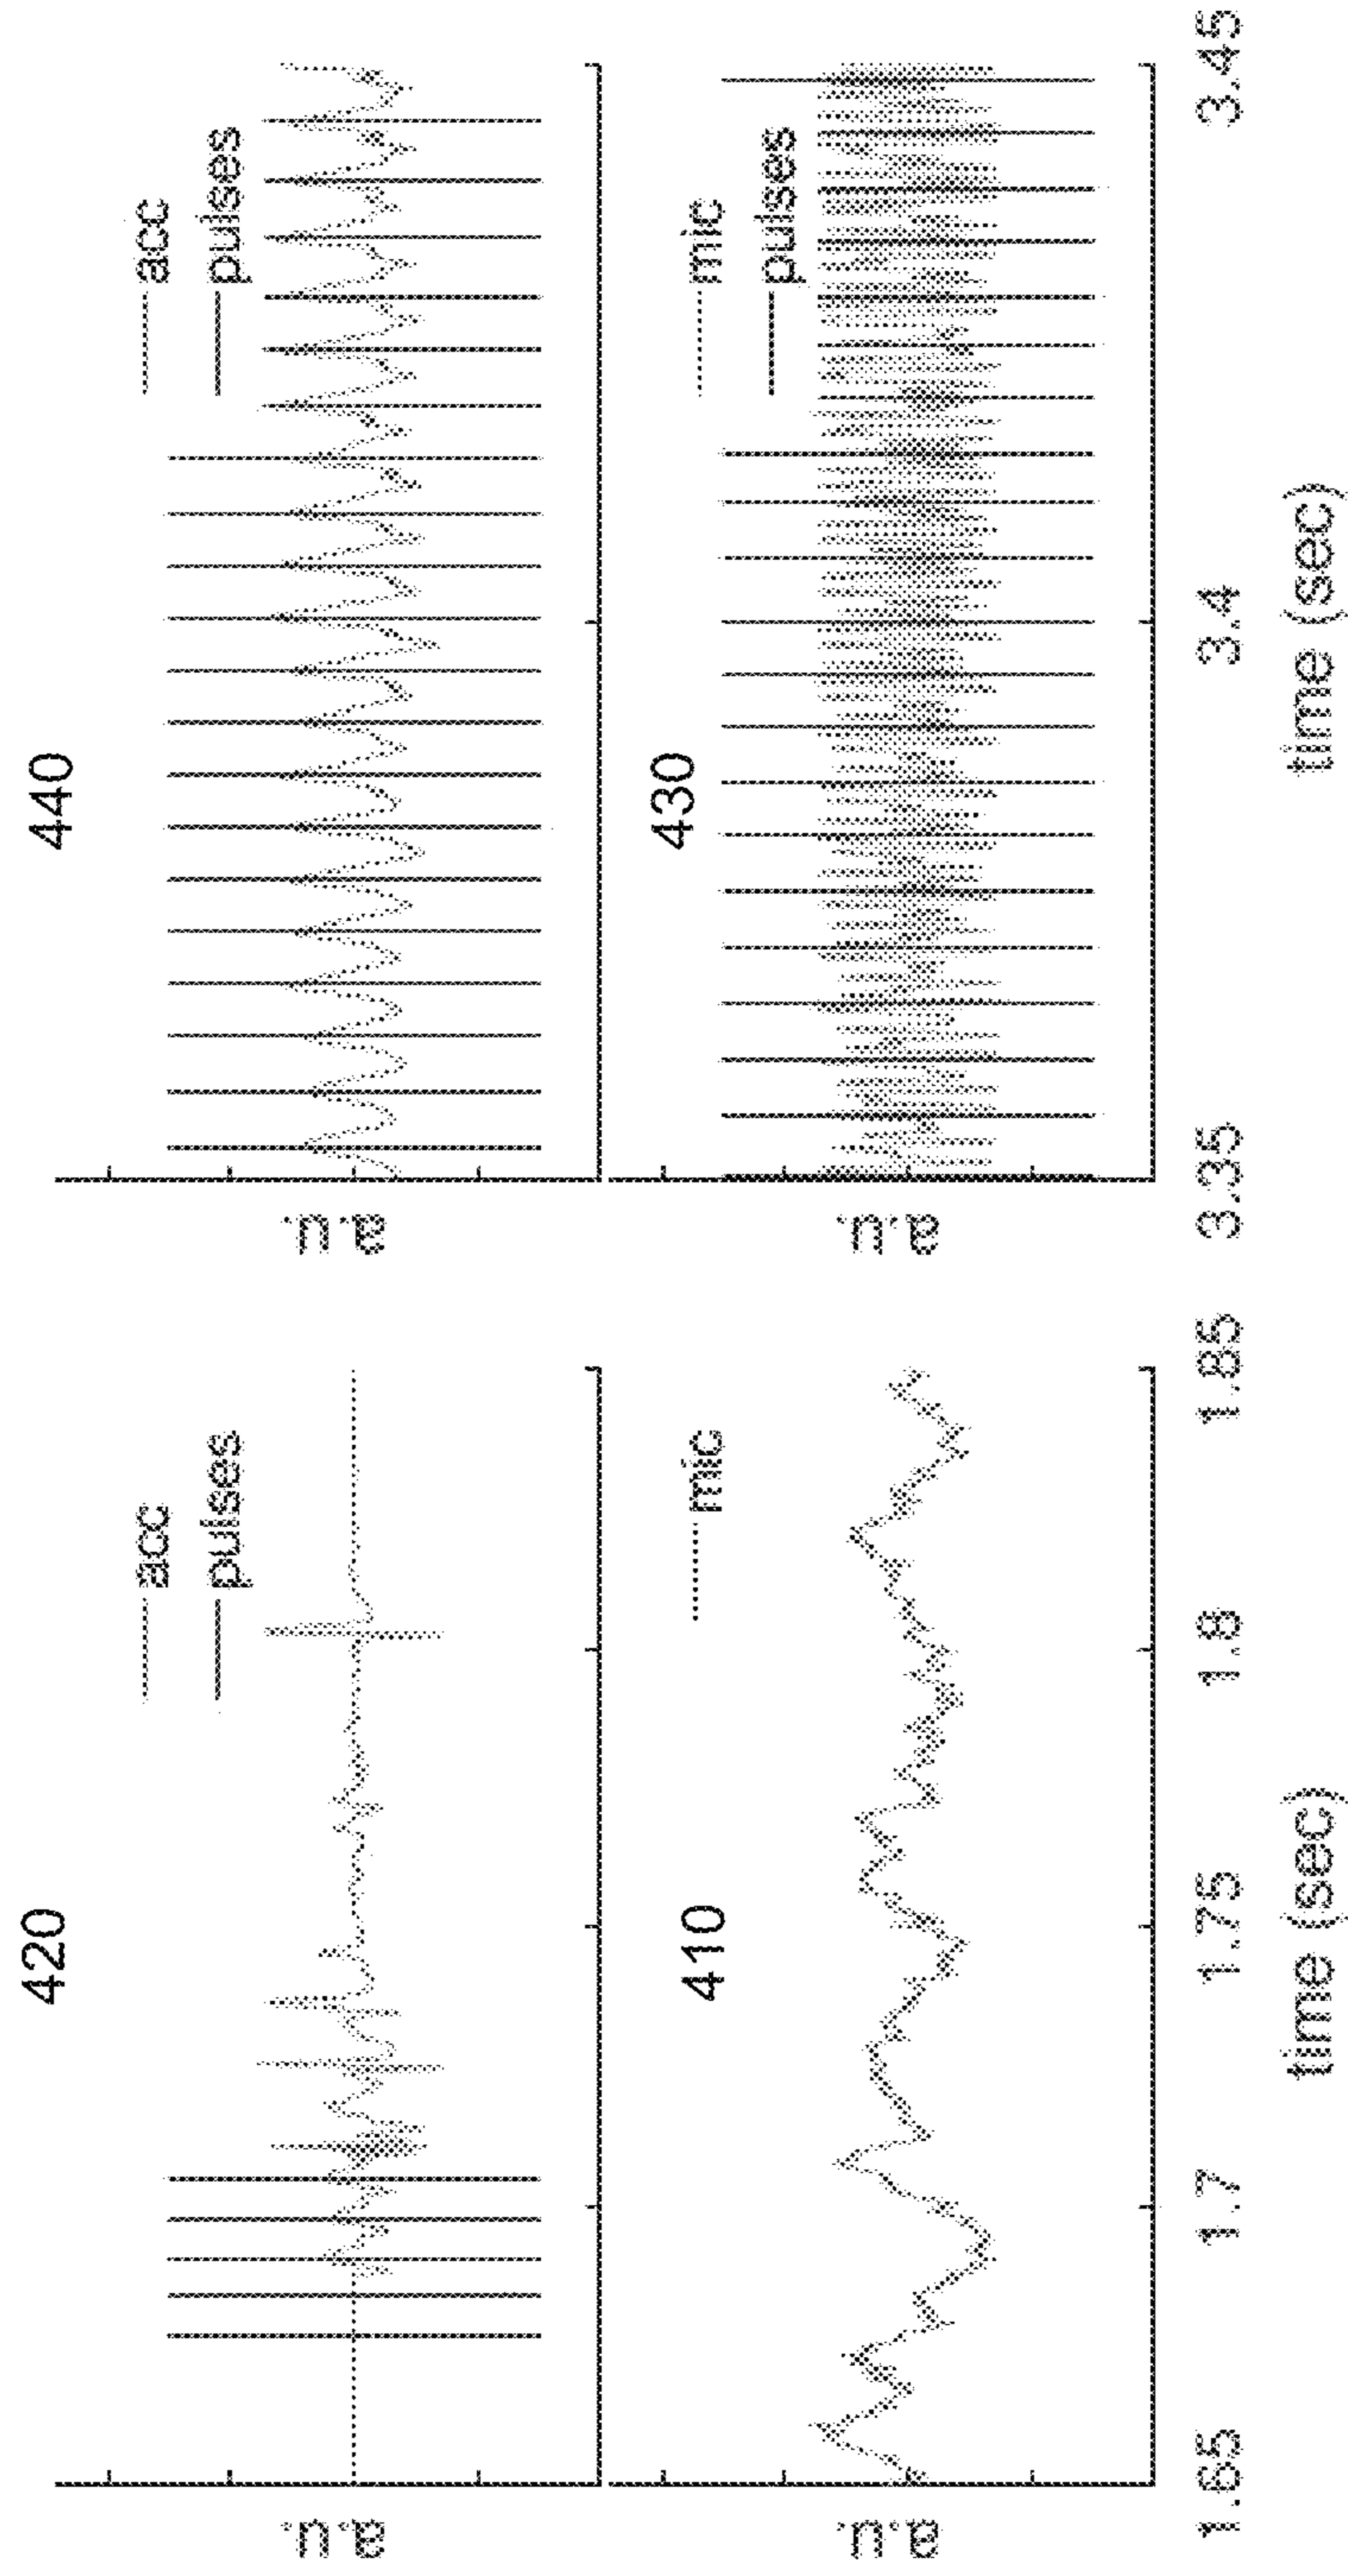 420
a.u.
acc
pulses
410
a.u.
mic
1.65
1.7
1.75
1.8
1.85
time (sec)
440
a.u.
acc
pulses
430
a.u.
mic
pulses
3.35
3.4
3.45
time (sec)